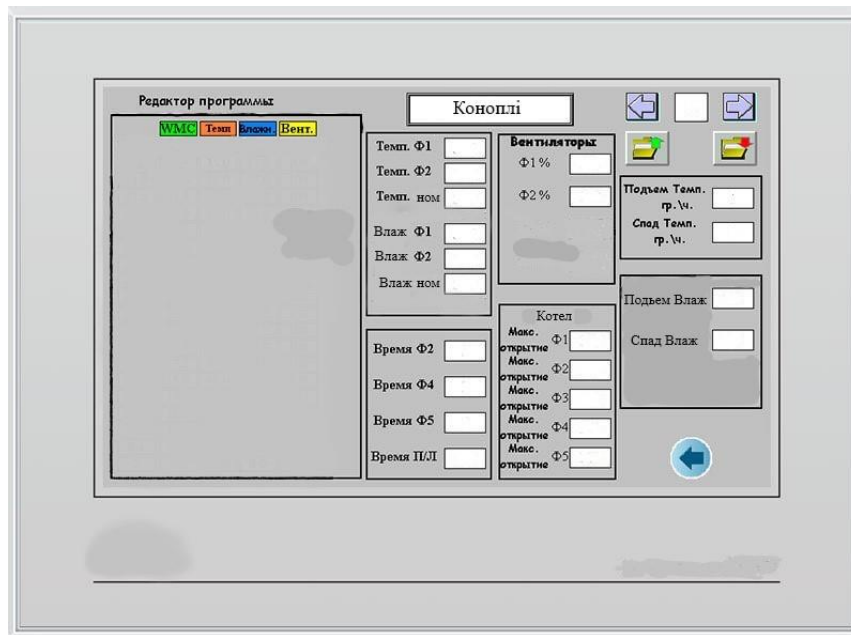 Редактор программы
WMC Темп Влажн. Вент.
Коноплі
Темп. Ф1
Темп. Ф2
Темп. ном
Влаж Ф1
Влаж Ф2
Влаж ном
Время Ф2
Время Ф4
Время Ф5
Время П/Л
Вентиляторы
Ф1%
Ф2%
Котел
Макс. открытие Ф1
Макс. открытие Ф2
Макс. открытие Ф3
Макс. открытие Ф4
Макс. открытие Ф5
Подъем Темп.
гр.\ч.
Спад Темп.
гр.\ч.
Подьем Влаж
Спад Влаж